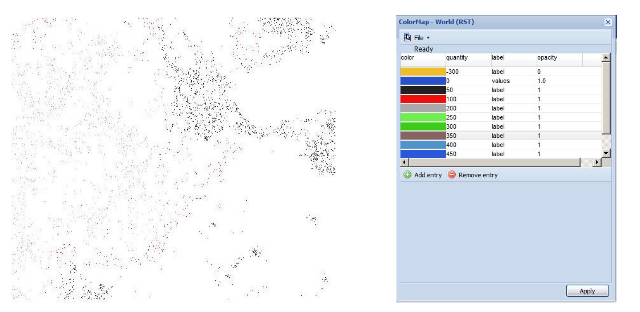 ColorMap - World (RST)
File
Ready
color quantity label opacity
-300 label 0
0 values 1.0
50 label 1
100 label 1
200 label 1
250 label 1
300 label 1
350 label 1
400 label 1
450 label 1
Add entry Remove entry
Apply